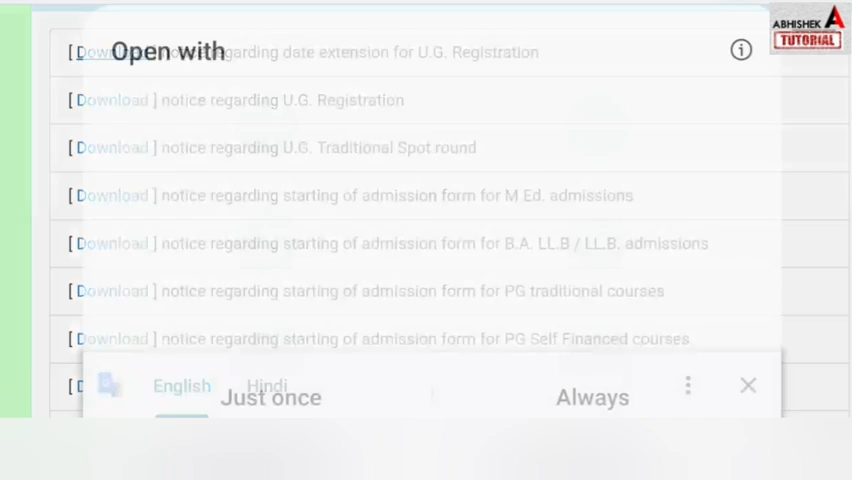 ABHISHEK A
TUTORIAL
Open with
[ Download ] notice regarding date extension for U.G. Registration
[ Download ] notice regarding U.G. Registration
[ Download ] notice regarding U.G. Traditional Spot round
[ Download ] notice regarding starting of admission form for M Ed. admissions
[ Download ] notice regarding starting of admission form for B.A. LL.B / LL.B. admissions
[ Download ] notice regarding starting of admission form for PG traditional courses
[ Download ] notice regarding starting of admission form for PG Self Financed courses
[ D
English Hindi
Just once Always